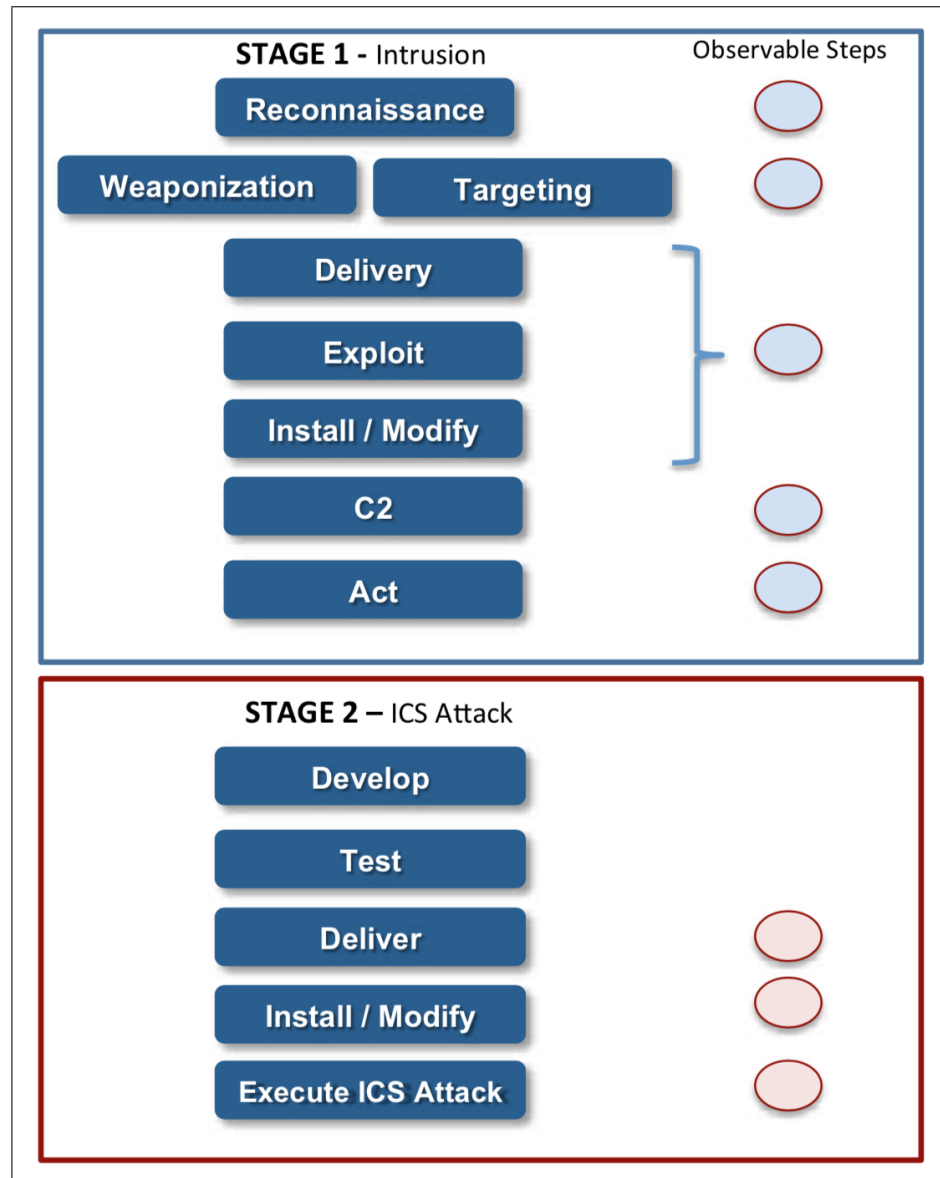 STAGE 1 - Intrusion
Observable Steps
Reconnaissance
Weaponization
Targeting
Delivery
Exploit
Install / Modify
C2
Act
STAGE 2 – ICS Attack
Develop
Test
Deliver
Install / Modify
Execute ICS Attack